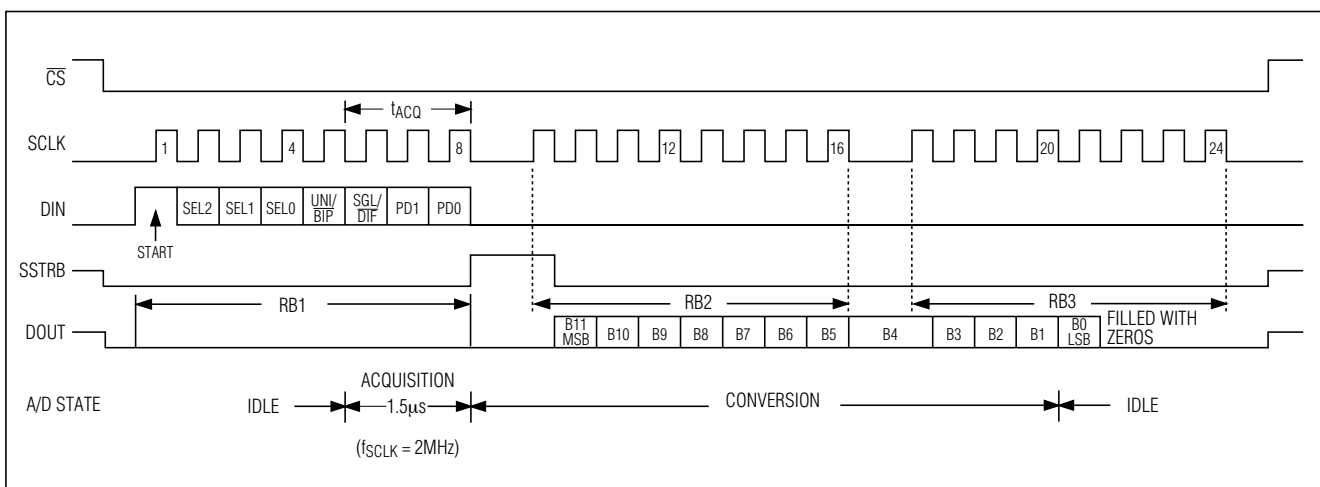 CS
tACQ
SCLK 1 4 8 12 16 20 24
DIN SEL2 SEL1 SEL0 UNI/ BIP SGL/ DIF PD1 PD0
START
SSTRB
RB1 RB2 RB3
DOUT B11 MSB B10 B9 B8 B7 B6 B5 B4 B3 B2 B1 B0 LSB FILLED WITH ZEROS
ACQUISITION
A/D STATE IDLE 1.5µs CONVERSION IDLE
(fSCLK = 2MHz)